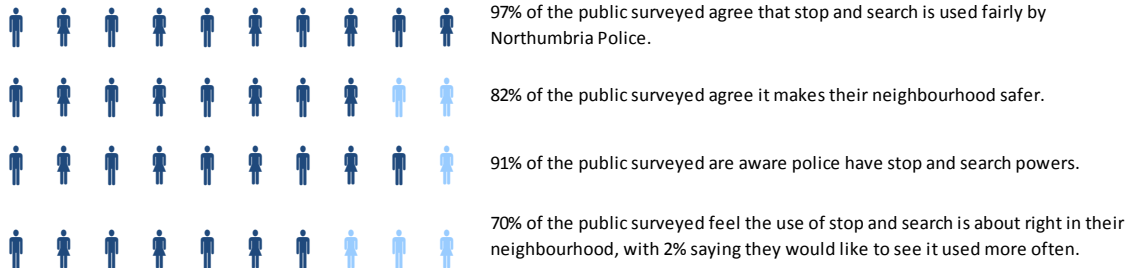 97% of the public surveyed agree that stop and search is used fairly by
Northumbria Police.
82% of the public surveyed agree it makes their neighbourhood safer.
91% of the public surveyed are aware police have stop and search powers.
70% of the public surveyed feel the use of stop and search is about right in their
neighbourhood, with 2% saying they would like to see it used more often.